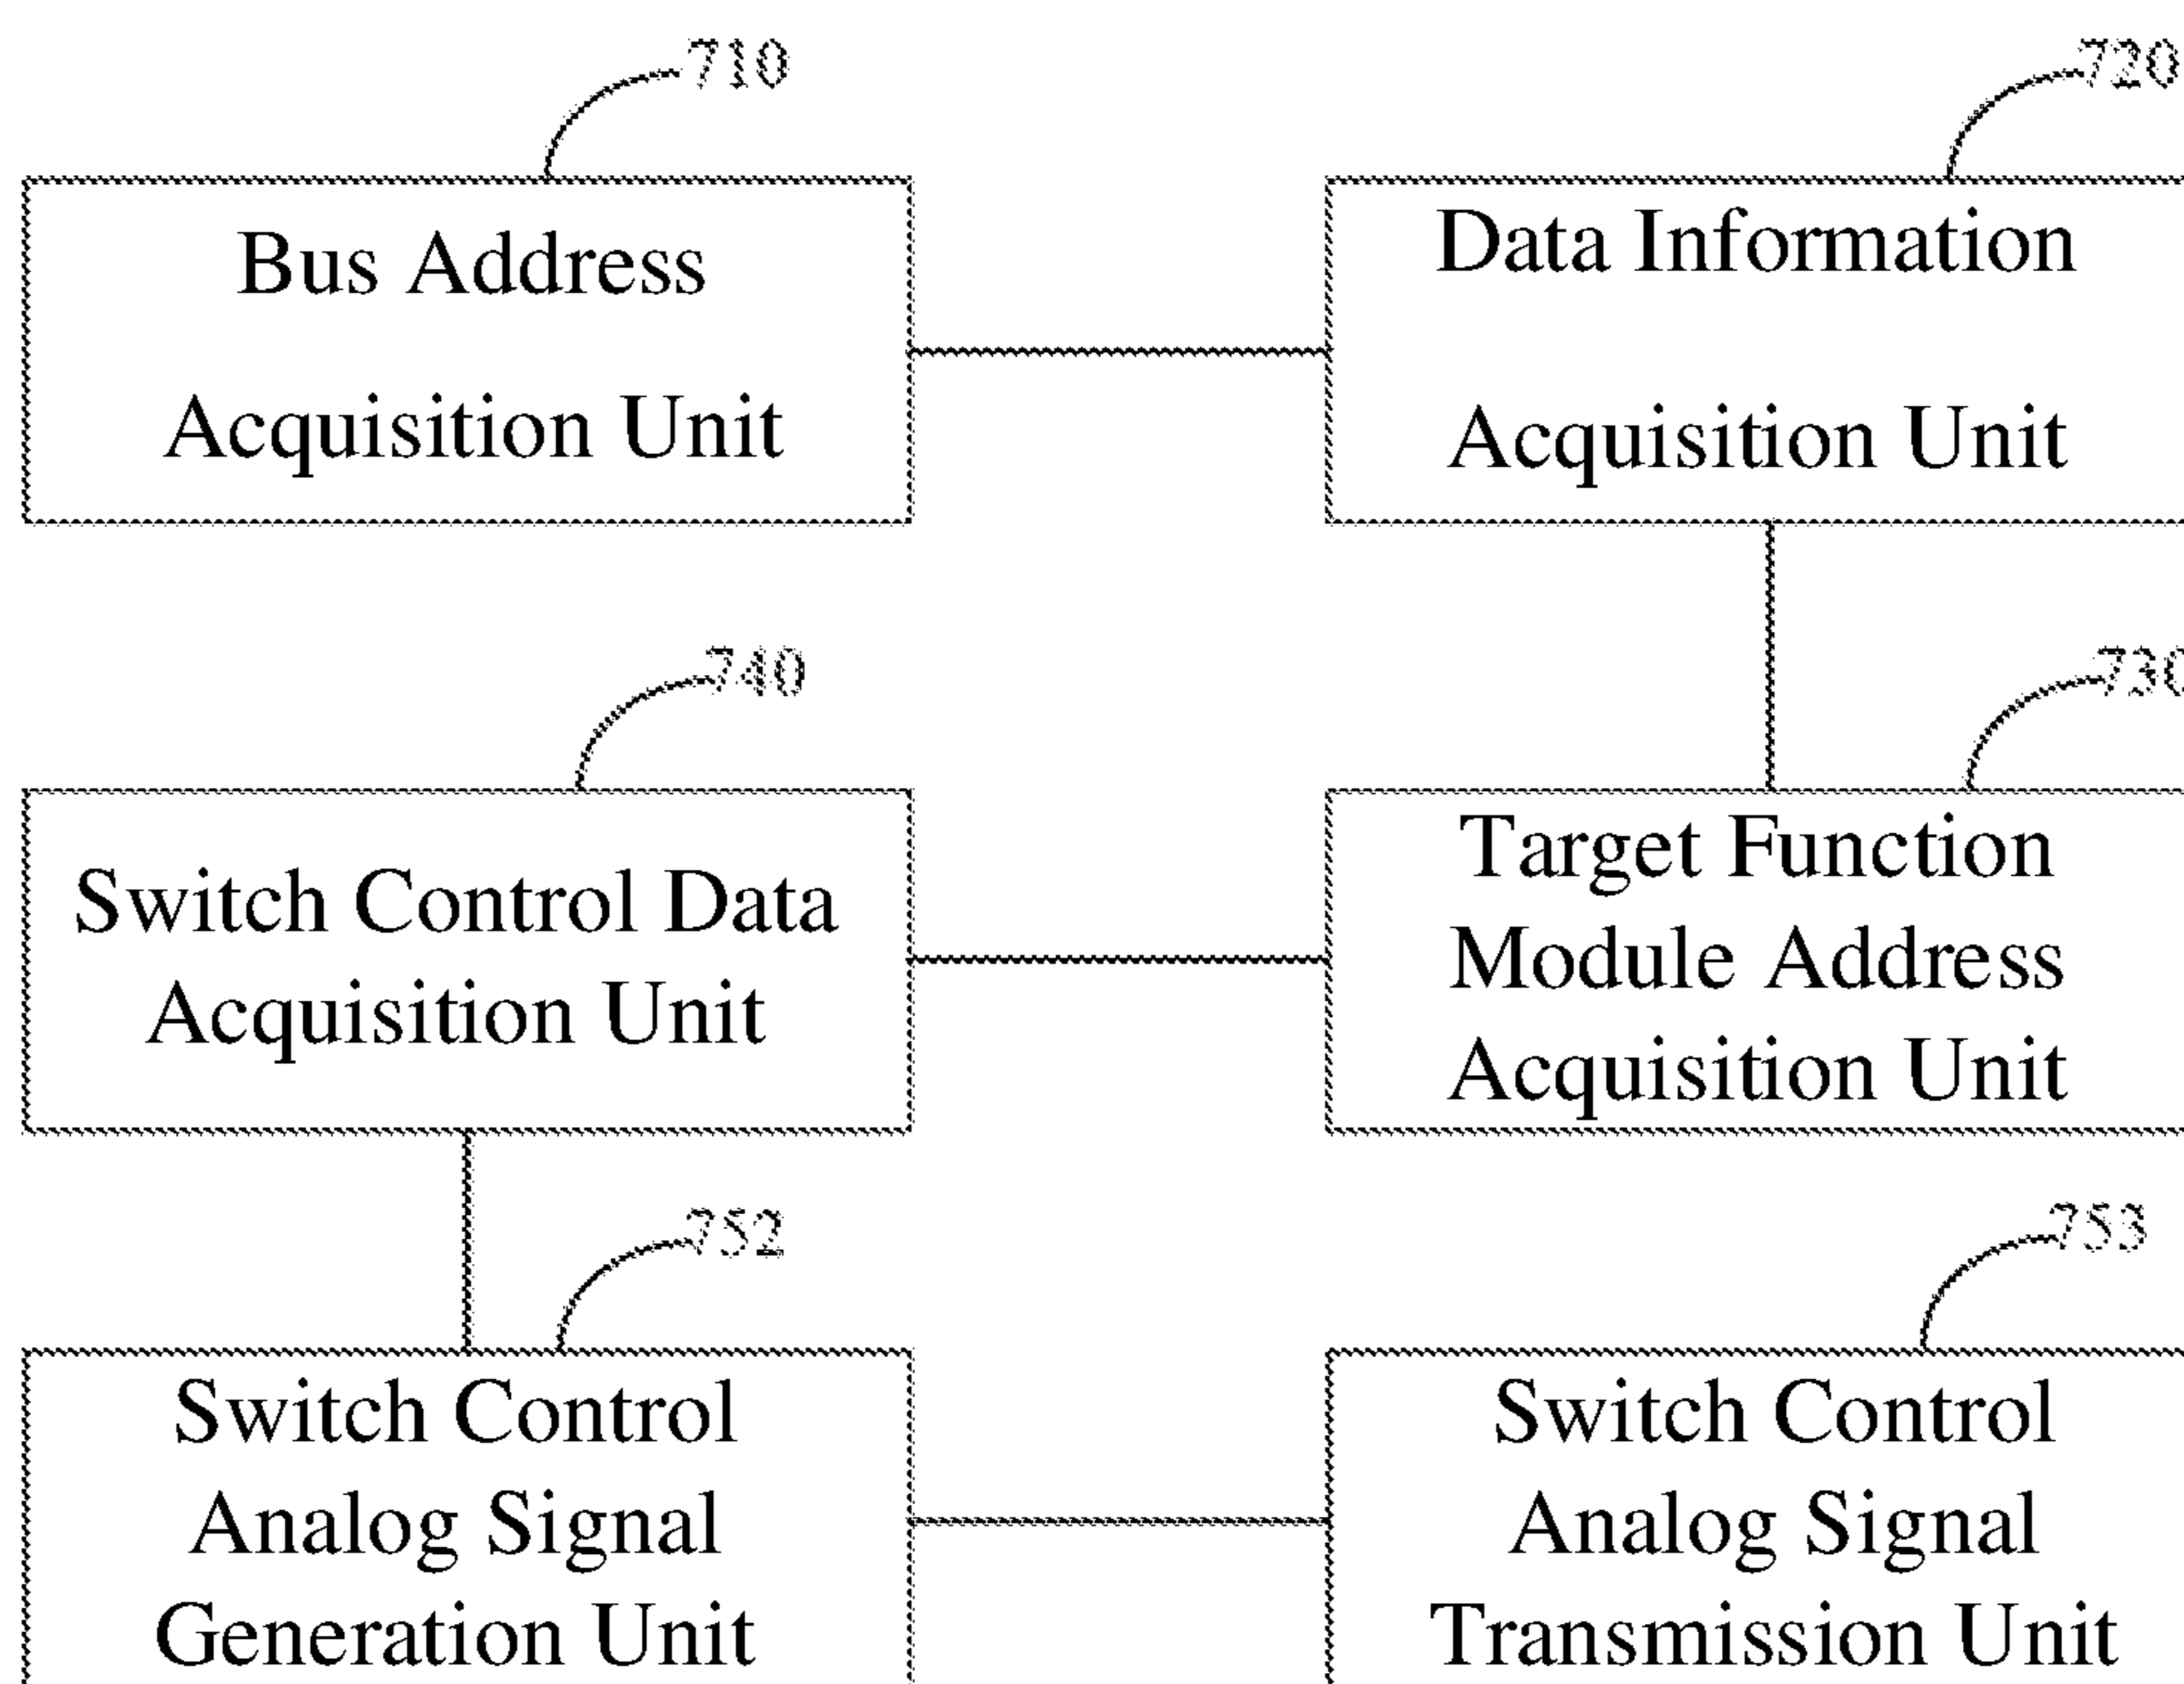 710
720
Bus Address
Acquisition Unit
Data Information
Acquisition Unit
740
730
Switch Control Data
Acquisition Unit
Target Function
Module Address
Acquisition Unit
752
753
Switch Control
Analog Signal
Generation Unit
Switch Control
Analog Signal
Transmission Unit